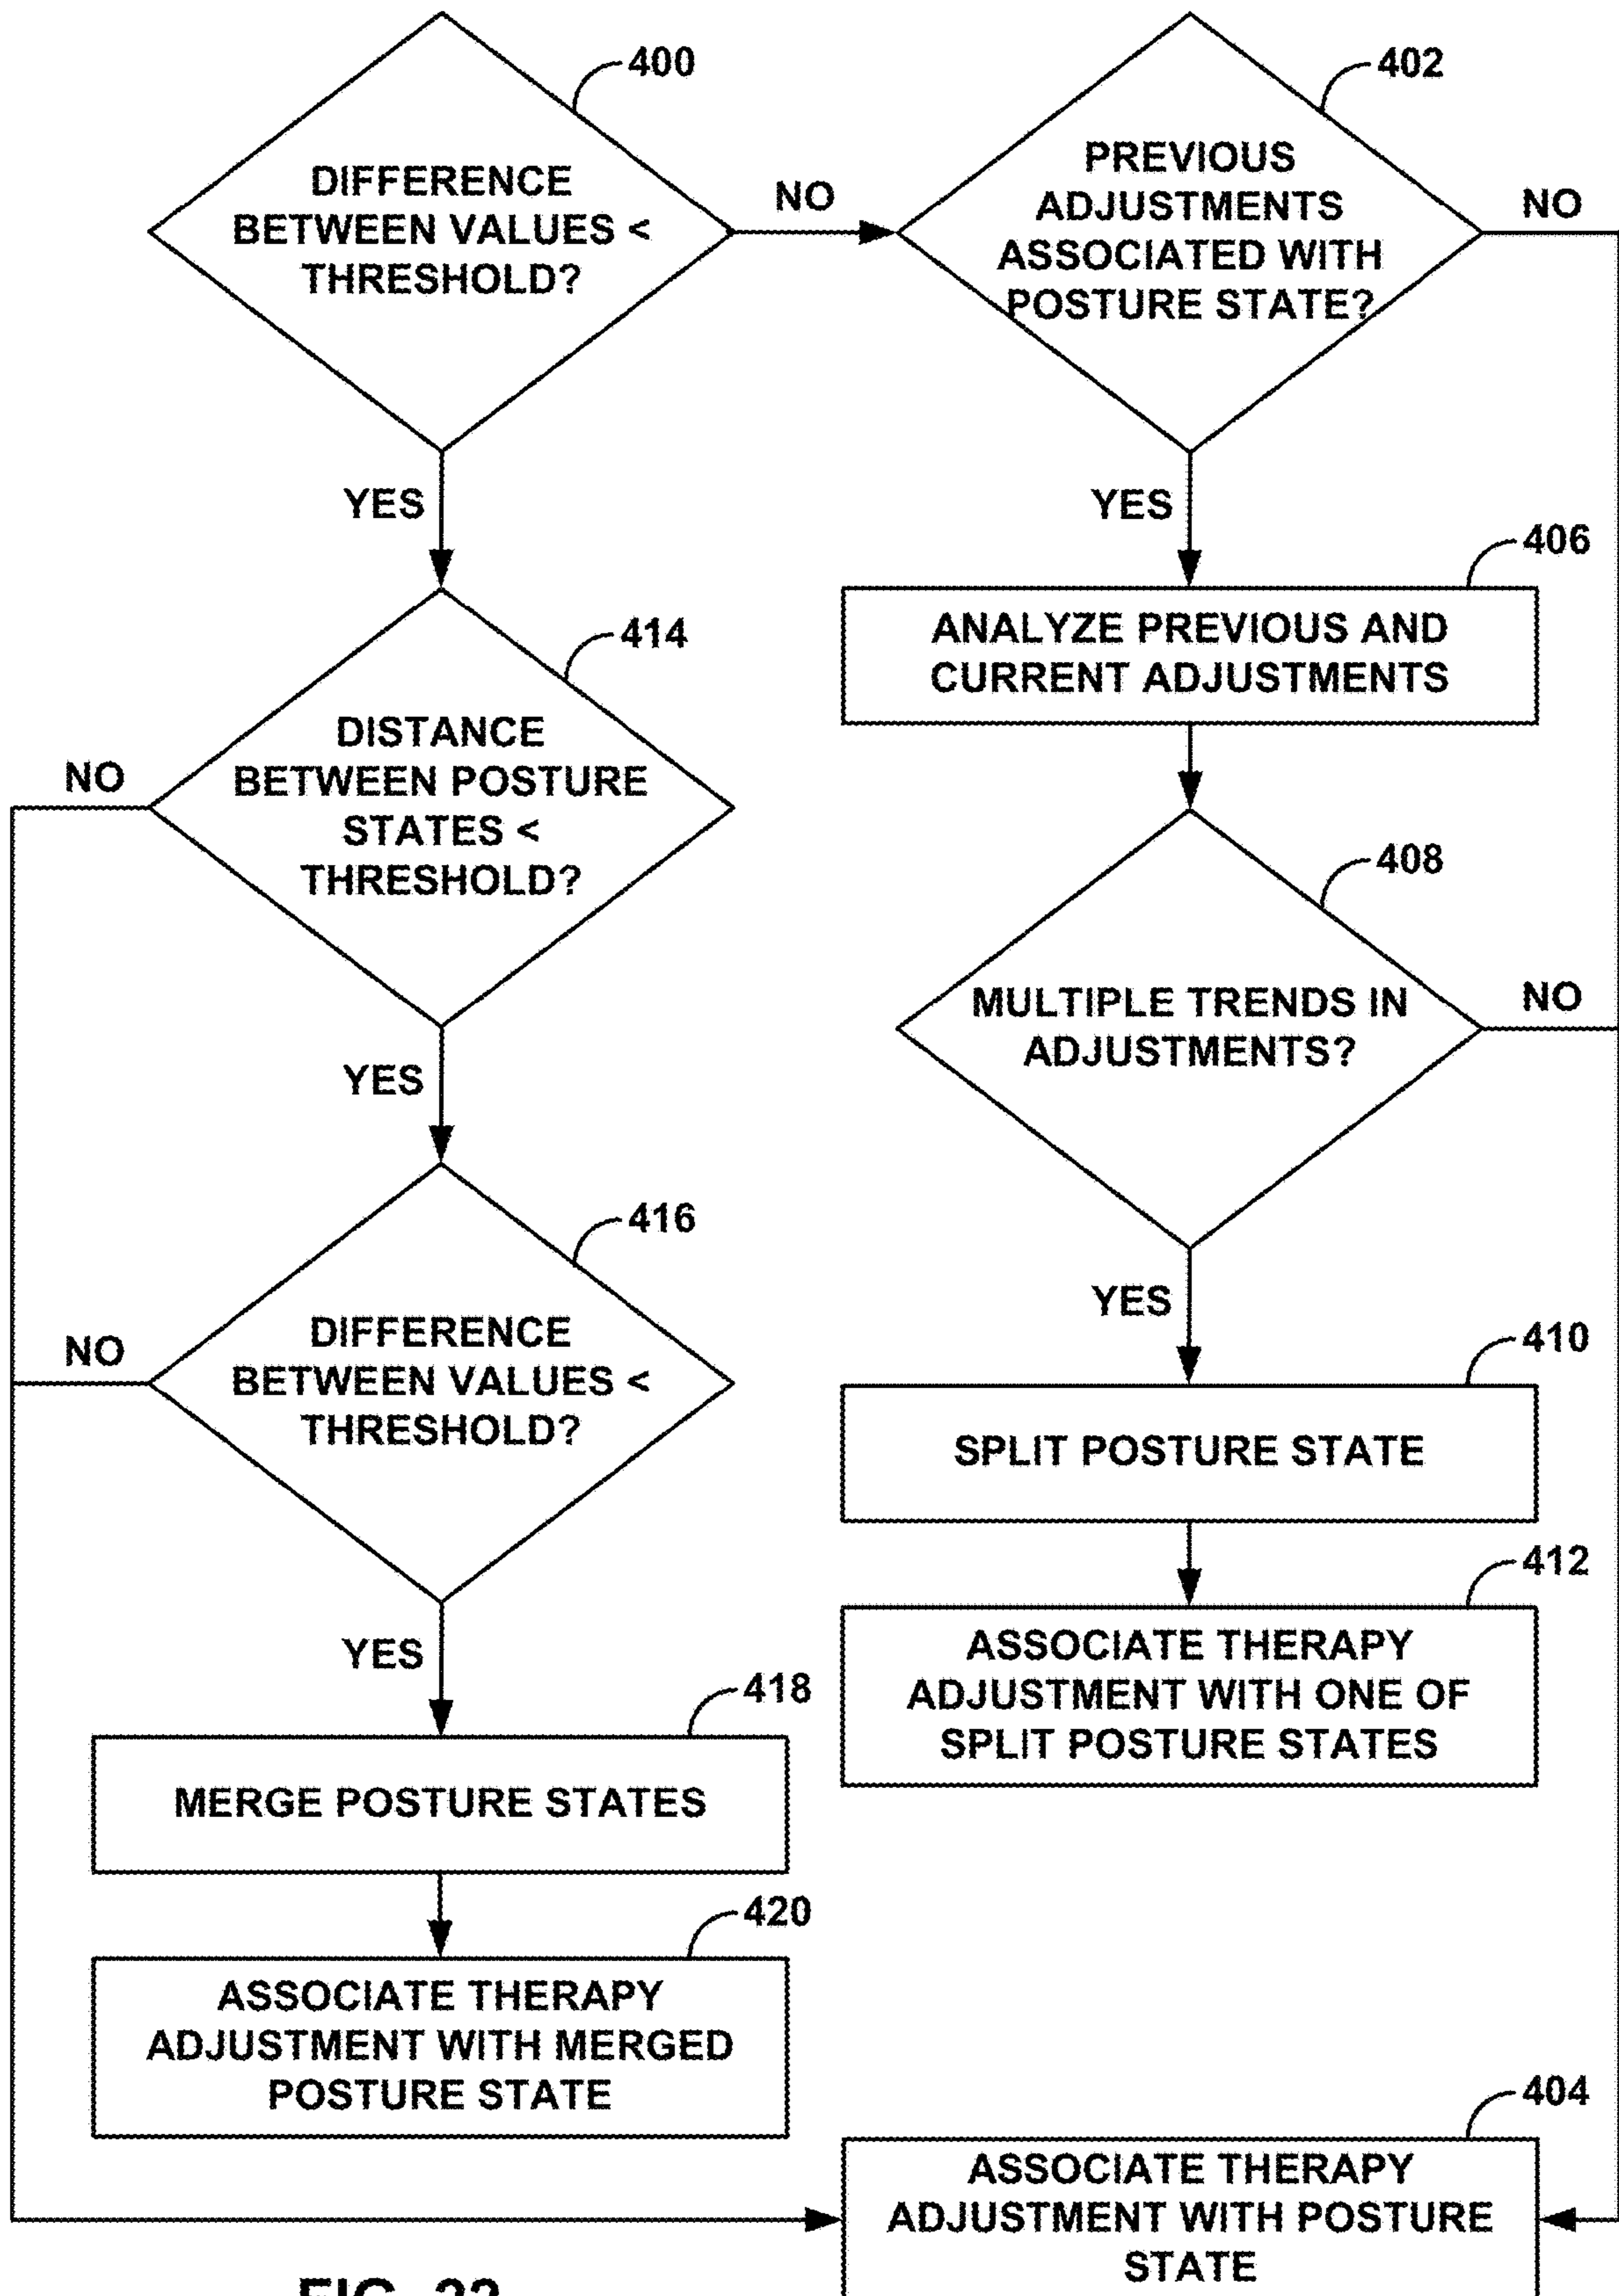 400
DIFFERENCE
BETWEEN VALUES <
THRESHOLD?
NO
402
PREVIOUS
ADJUSTMENTS
ASSOCIATED WITH
POSTURE STATE?
NO
YES
YES
406
ANALYZE PREVIOUS AND
CURRENT ADJUSTMENTS
414
DISTANCE
BETWEEN POSTURE
STATES <
THRESHOLD?
NO
408
MULTIPLE TRENDS IN
ADJUSTMENTS?
NO
YES
416
DIFFERENCE
BETWEEN VALUES <
THRESHOLD?
NO
YES
410
SPLIT POSTURE STATE
412
ASSOCIATE THERAPY
ADJUSTMENT WITH ONE OF
SPLIT POSTURE STATES
YES
418
MERGE POSTURE STATES
420
ASSOCIATE THERAPY
ADJUSTMENT WITH MERGED
POSTURE STATE
404
ASSOCIATE THERAPY
ADJUSTMENT WITH POSTURE
STATE
FIG.